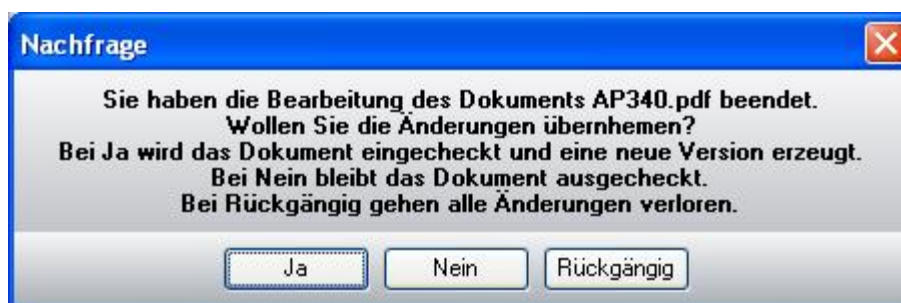 Nachfrage
Sie haben die Bearbeitung des Dokuments AP340.pdf beendet.
Wollen Sie die Änderungen übernhemen?
Bei Ja wird das Dokument eingecheckt und eine neue Version erzeugt.
Bei Nein bleibt das Dokument ausgecheckt.
Bei Rückgängig gehen alle Änderungen verloren.
Ja Nein Rückgängig